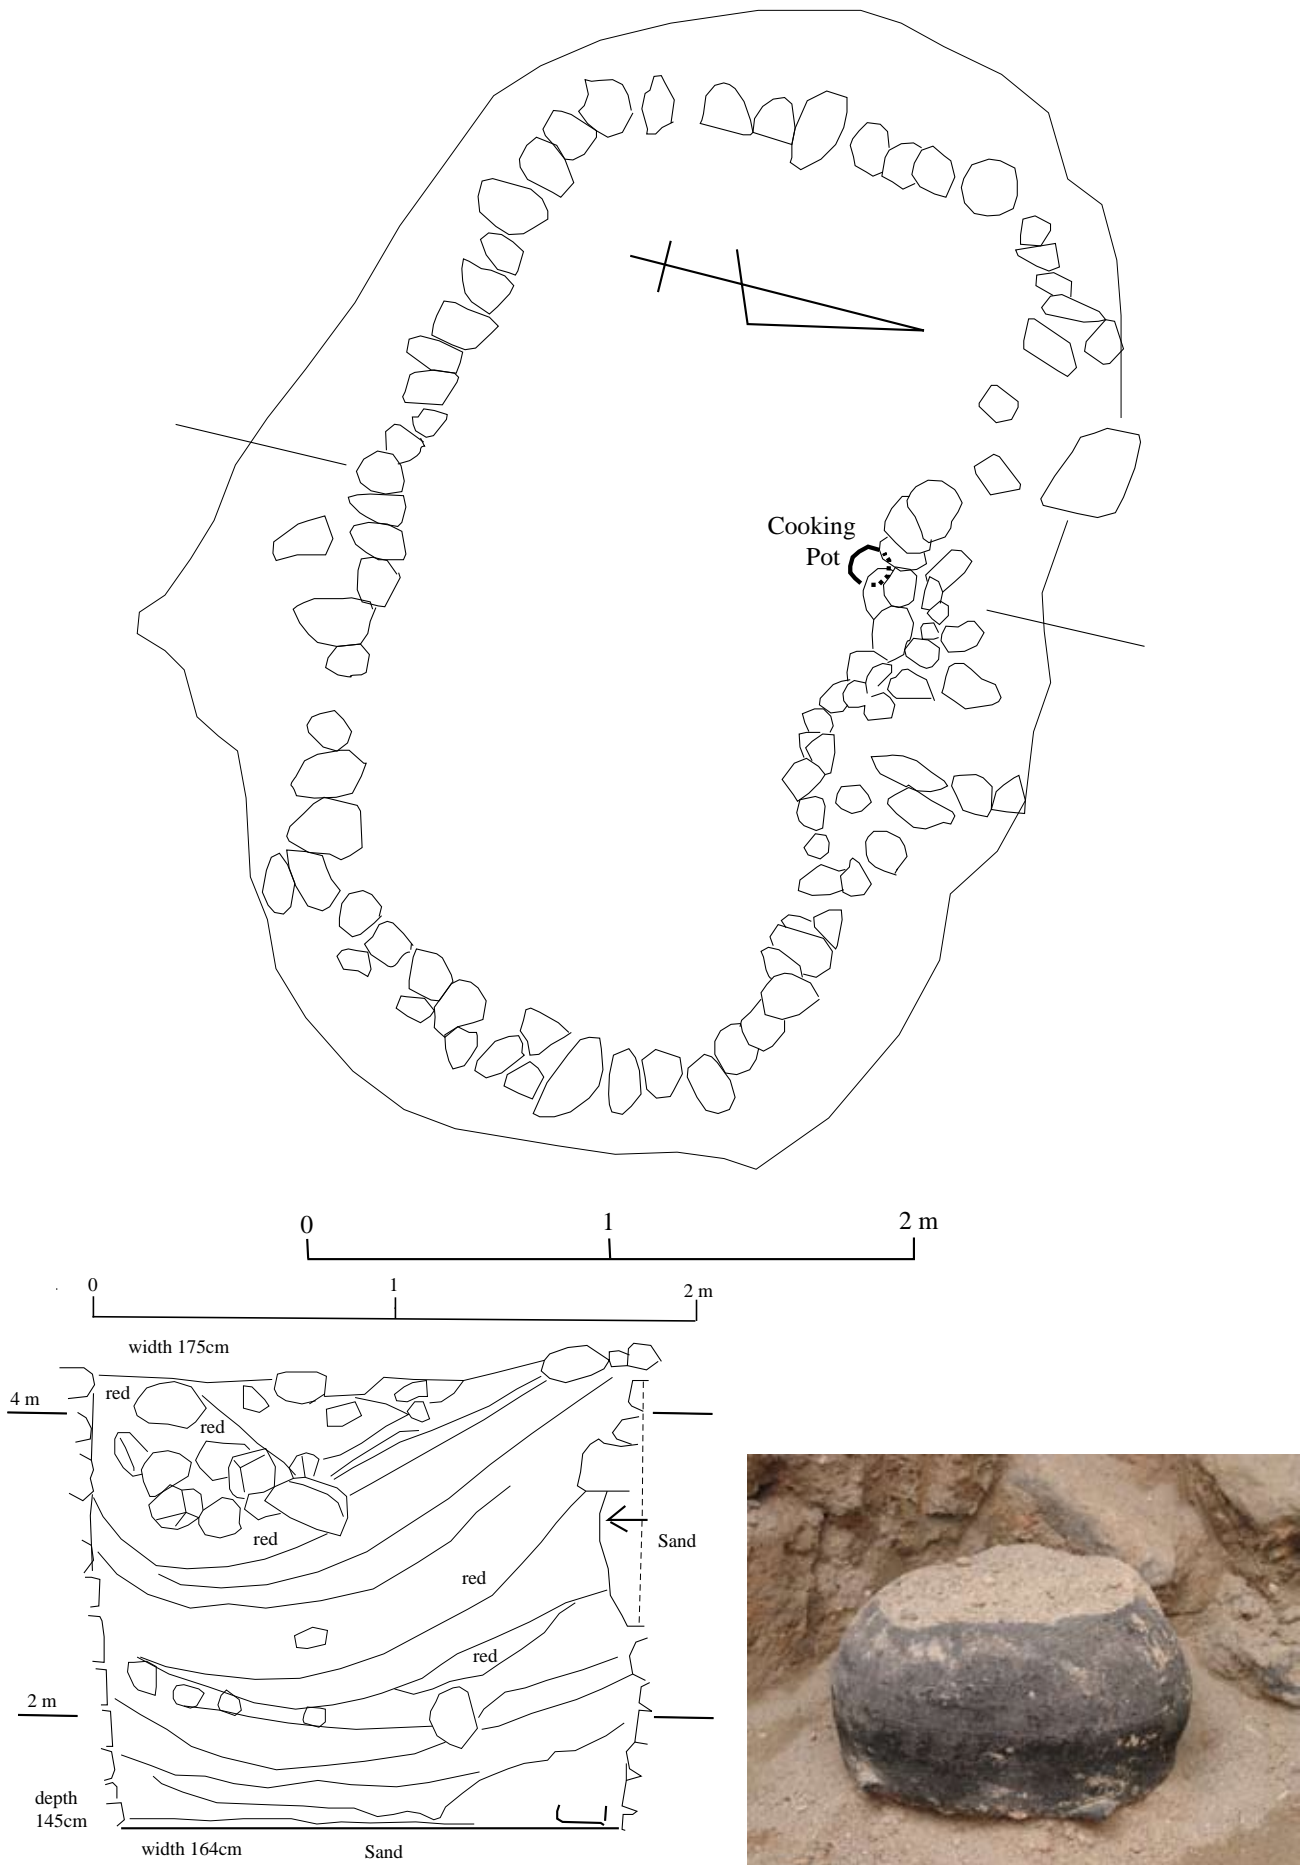 Cooking
Pot
0 1 2 m
0 1 2 m
width 175cm
red
4 m
red
red
Sand
red
red
2 m
depth
145cm
width 164cm
Sand